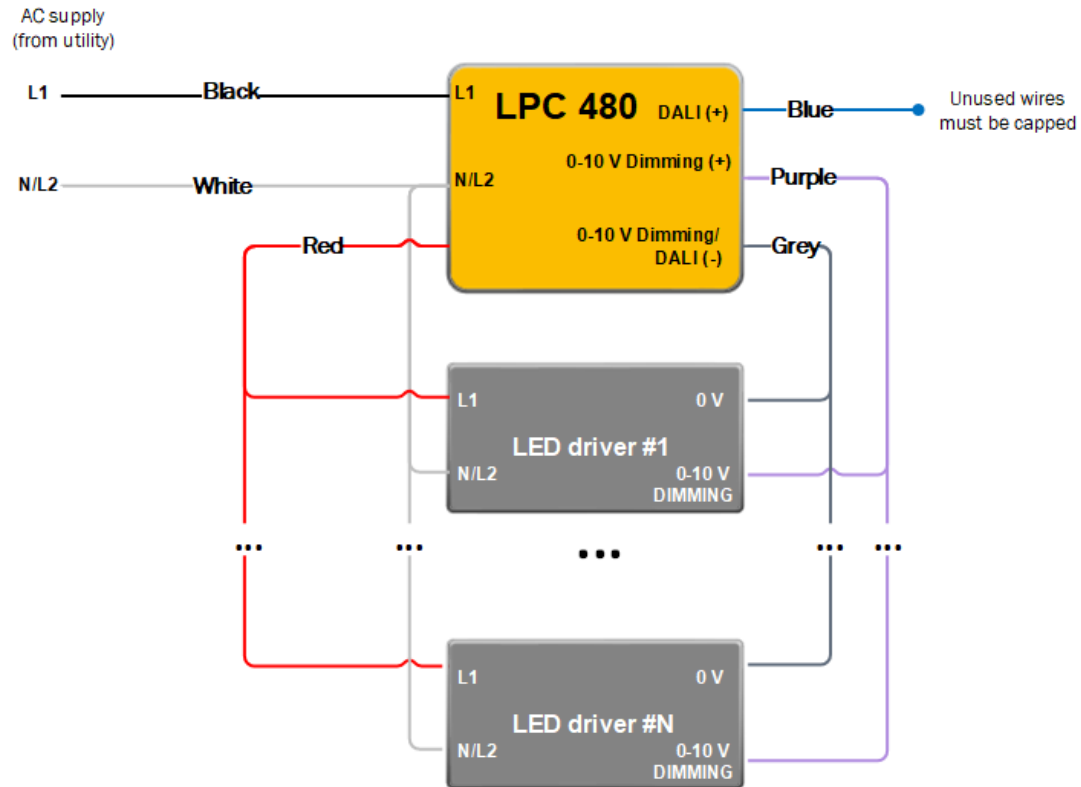 AC supply
(from utility)
L1
Black
L1
LPC 480
DALI (+)
Blue
Unused wires
must be capped
0-10 V Dimming (+)
N/L2
White
N/L2
Purple
Red
0-10 V Dimming/
DALI (-)
Grey
L1
0 V
LED driver #1
N/L2
0-10 V
DIMMING
...
...
...
...
...
L1
0 V
LED driver #N
N/L2
0-10 V
DIMMING